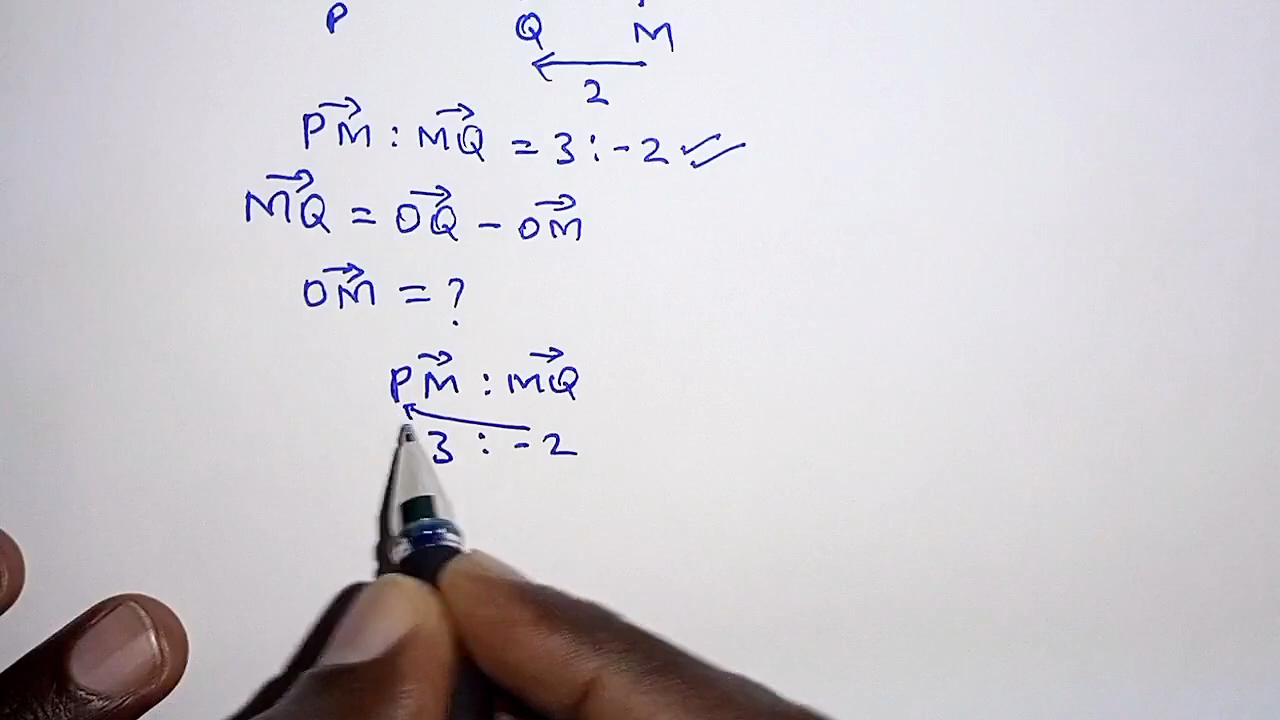 P Q M
2
PM : MQ = 3 : -2
MQ = OQ - OM
OM = ?
PM : MQ
3 : -2